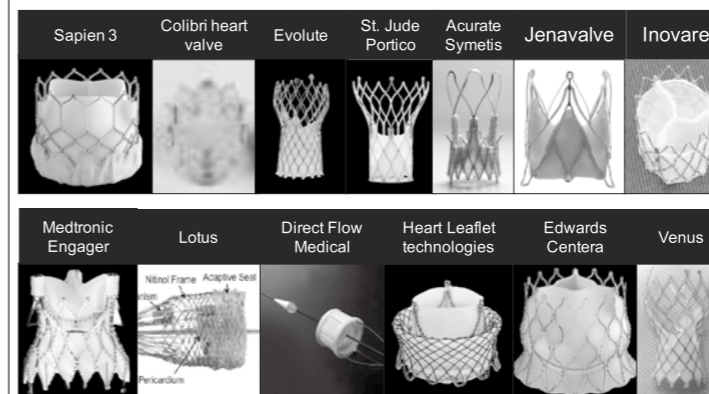 Sapien 3
Colibri heart
valve
Evolute
St. Jude
Portico
Acurate
Symetis
Jenavalve
Inovare
Medtronic
Engager
Lotus
Direct Flow
Medical
Heart Leaflet
technologies
Edwards
Centera
Venus
Nitinol Frame
Adaptive Seal
Pericardium